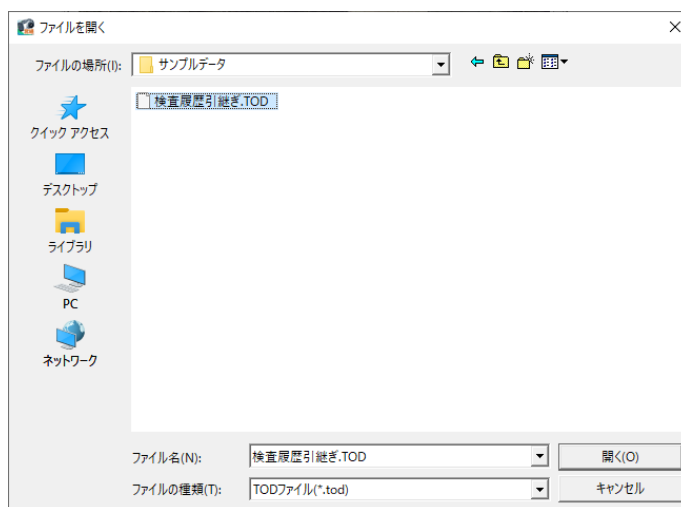 ファイルを開く
ファイルの場所(I):
サンプルデータ
検査履歴引継ぎ.TOD
クイック アクセス
デスクトップ
ライブラリ
PC
ネットワーク
ファイル名(N):
検査履歴引継ぎ.TOD
開く(O)
ファイルの種類(T):
TODファイル(*.tod)
キャンセル